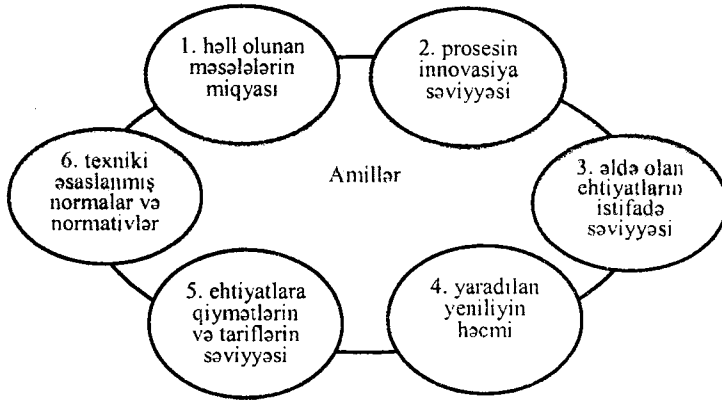 1. həll olunan
məsələlərin
miqyası
2. prosesin
innovasiya
səviyyəsi
Amillər
3. əldə olan
ehtiyatların
istifadə
səviyyəsi
4. yaradılan
yeniliyin
həcmi
5. ehtiyatlara
qiymətlərin
və tariflərin
səviyyəsi
6. texniki
əsaslanmış
normalar və
normativlər